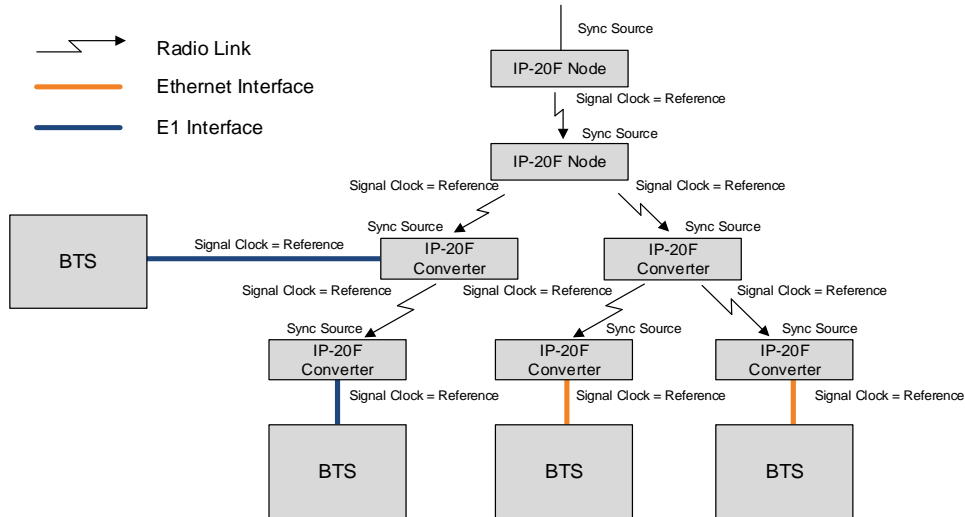 Sync Source
Radio Link
IP-20F Node
Ethernet Interface
Signal Clock = Reference
E1 Interface
Sync Source
IP-20F Node
Signal Clock = Reference
Signal Clock = Reference
Sync Source
Sync Source
BTS
Signal Clock = Reference
IP-20F
Converter
IP-20F
Converter
Signal Clock = Reference
Signal Clock = Reference
Signal Clock = Reference
Sync Source
Sync Source
Sync Source
IP-20F
Converter
IP-20F
Converter
IP-20F
Converter
Signal Clock = Reference
Signal Clock = Reference
Signal Clock = Reference
BTS
BTS
BTS